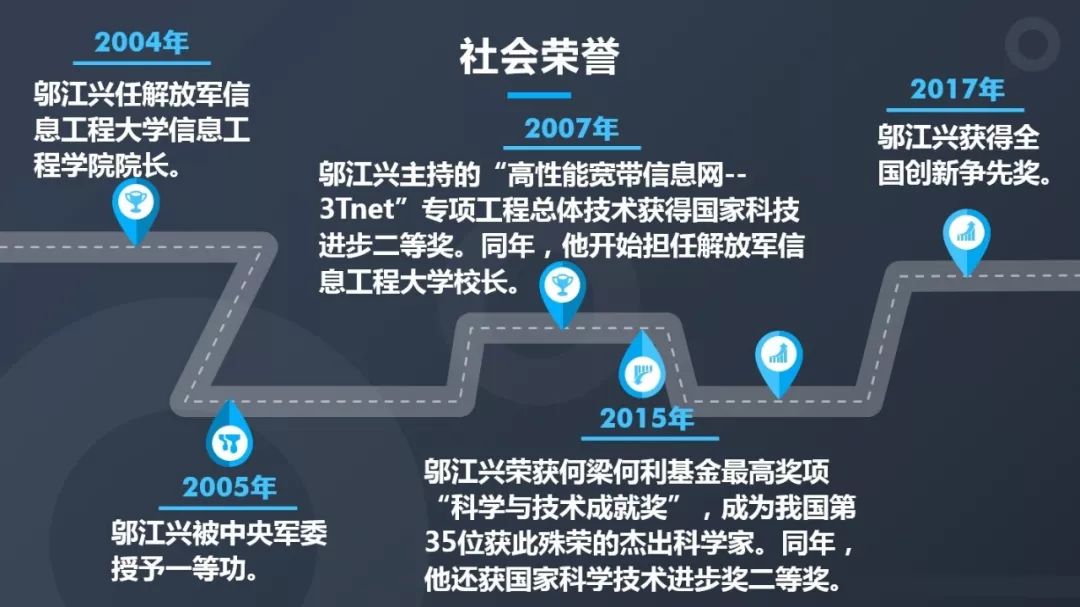 社会荣誉
2004年
邬江兴任解放军信
息工程大学信息工
程学院院长。
2005年
邬江兴被中央军委
授予一等功。
2007年
邬江兴主持的“高性能宽带信息网--
3Tnet”专项工程总体技术获得国家科技
进步二等奖。同年，他开始担任解放军信
息工程大学校长。
2015年
邬江兴荣获何梁何利基金最高奖项
“科学与技术成就奖”，成为我国第
35位获此殊荣的杰出科学家。同年，
他还获国家科学技术进步奖二等奖。
2017年
邬江兴获得全
国创新争先奖。